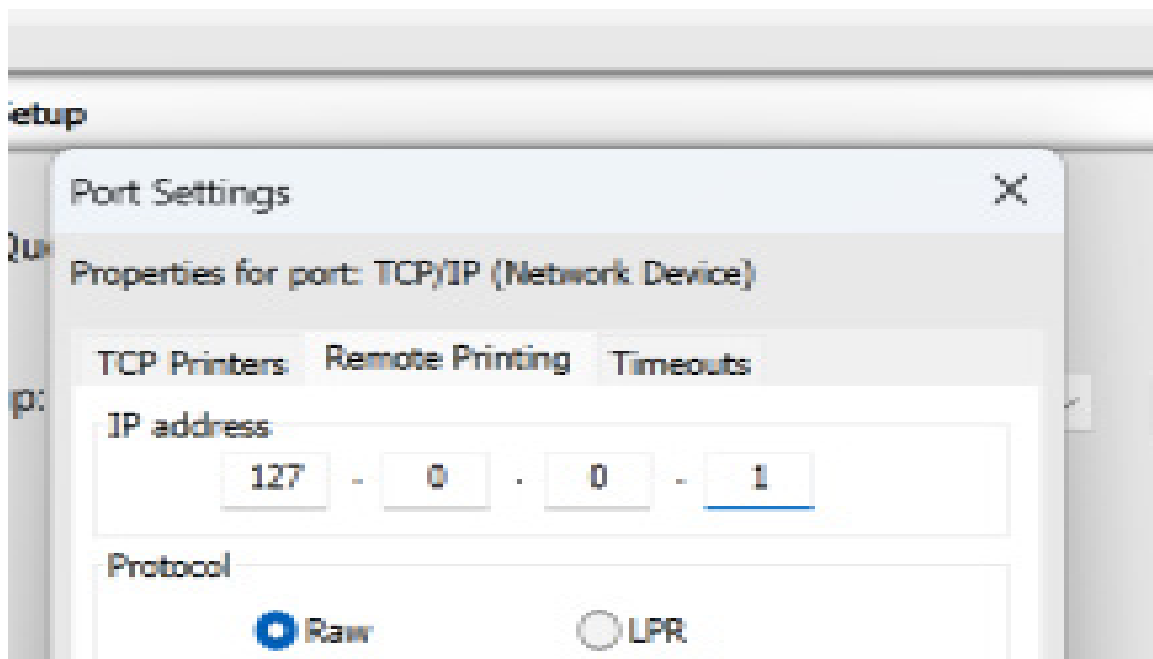 etup
Port Settings
Properties for port: TCP/IP (Network Device)
TCP Printers Remote Printing Timeouts
p:
IP address
127 . 0 . 0 . 1
Protocol
Raw LPR